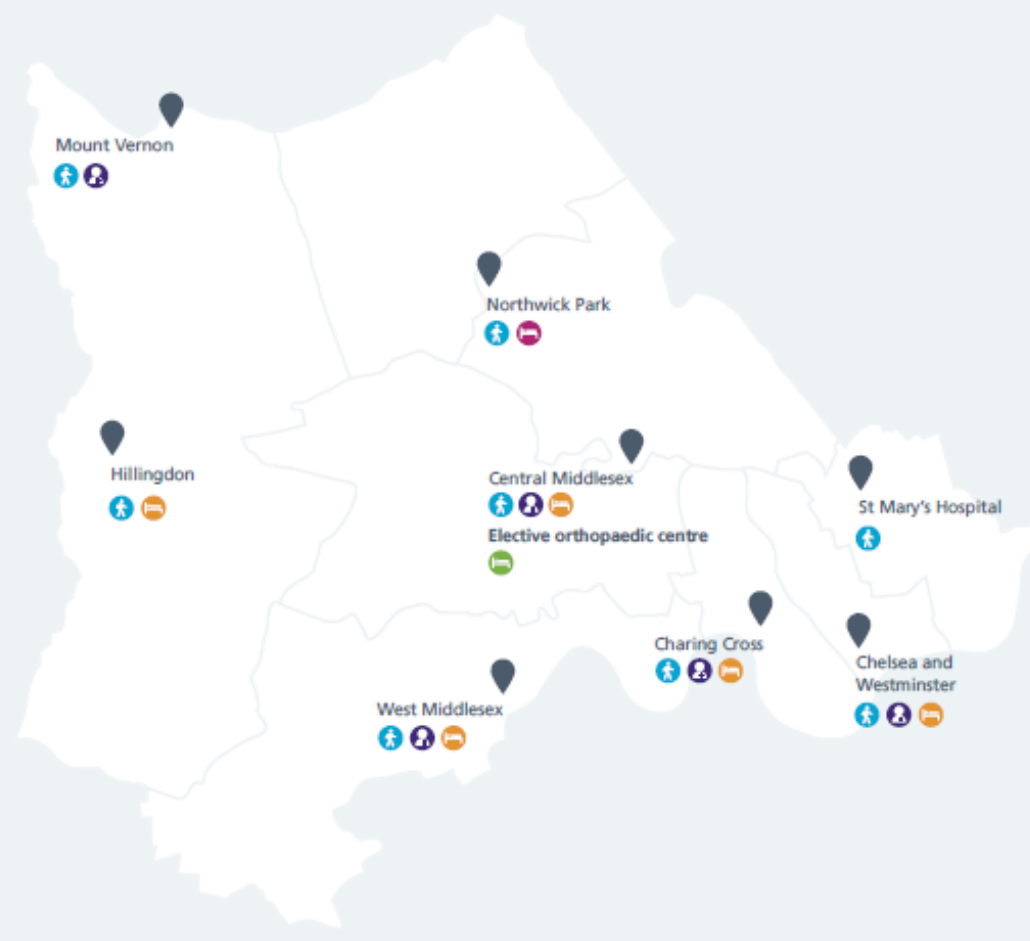 Mount Vernon
Northwick Park
Hillingdon
Central Middlesex
Elective orthopaedic centre
St Mary's Hospital
Charing Cross
Chelsea and
Westminster
West Middlesex